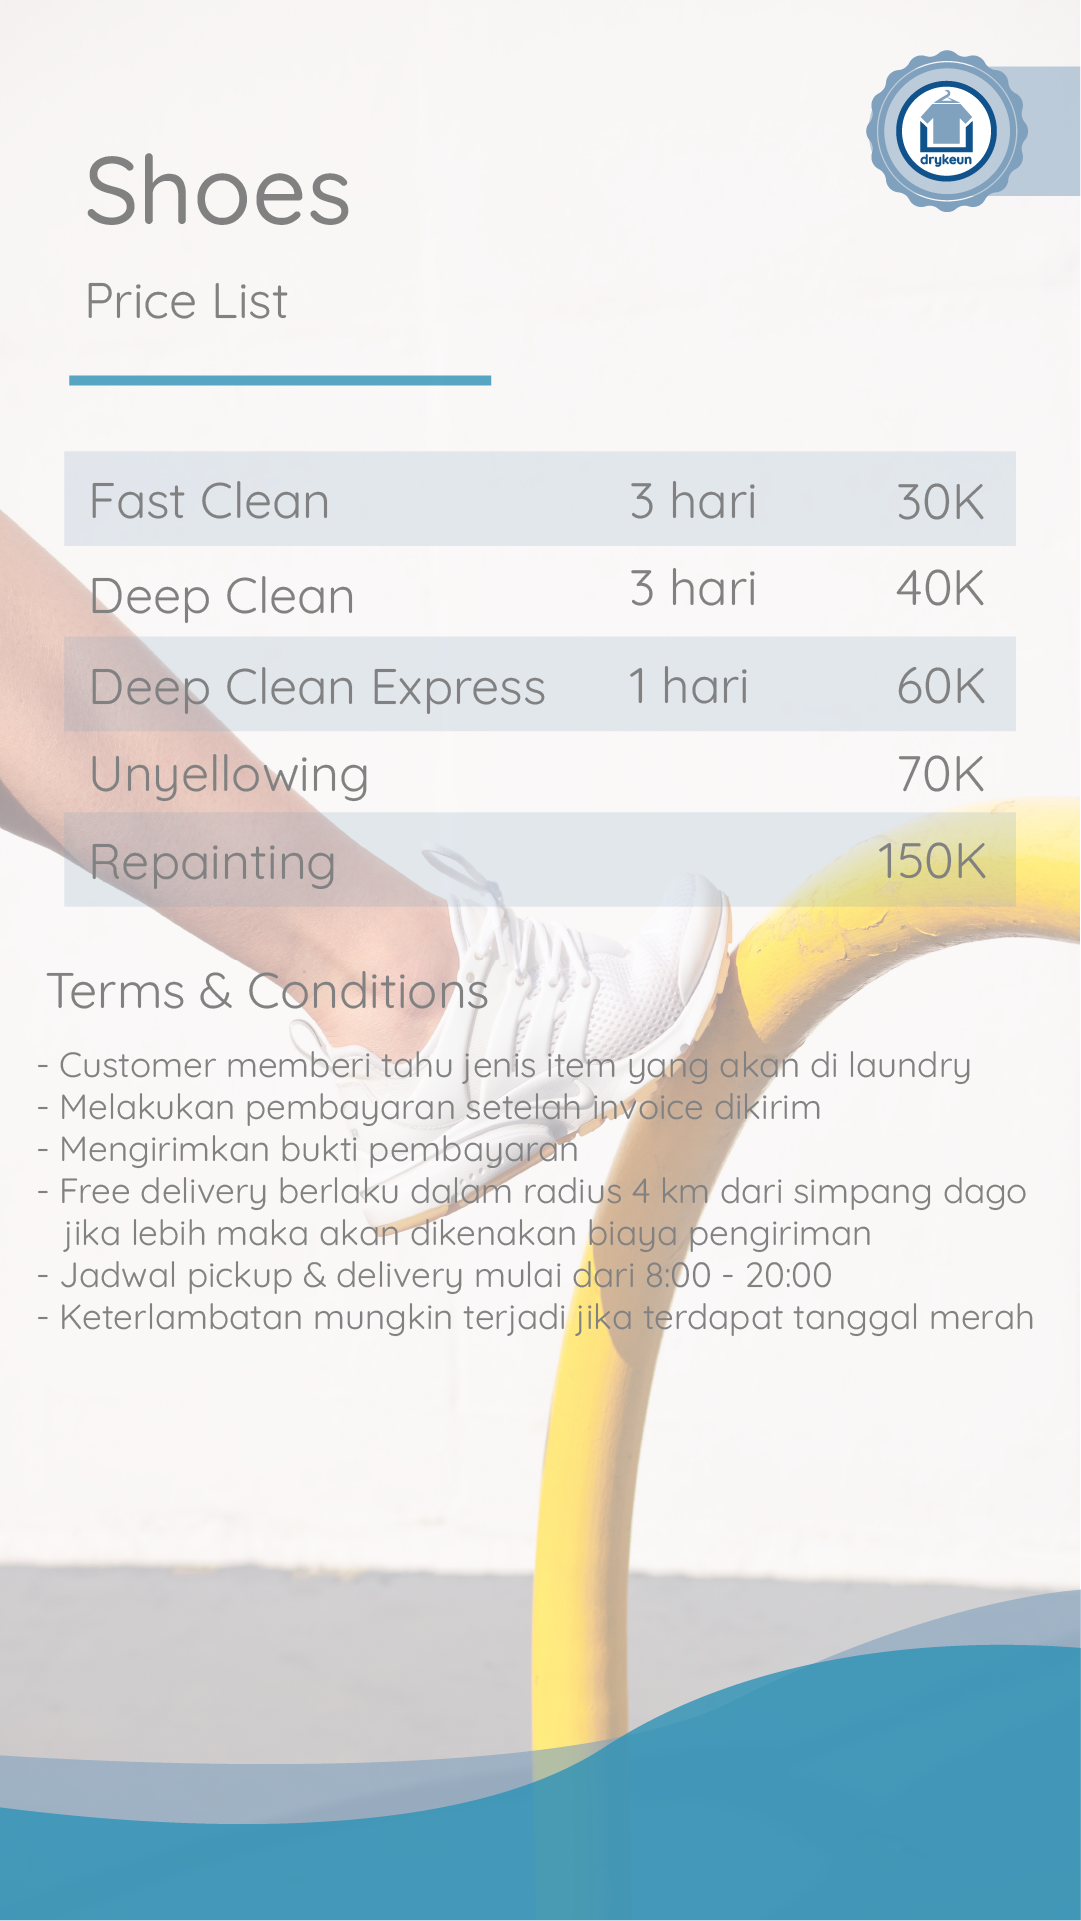 drykeun
Shoes
Price List
Fast Clean 3 hari 30K
Deep Clean 3 hari 40K
Deep Clean Express 1 hari 60K
Unyellowing 70K
Repainting 150K
Terms & Conditions
- Customer memberi tahu jenis item yang akan di laundry
- Melakukan pembayaran setelah invoice dikirim
- Mengirimkan bukti pembayaran
- Free delivery berlaku dalam radius 4 km dari simpang dago
jika lebih maka akan dikenakan biaya pengiriman
- Jadwal pickup & delivery mulai dari 8:00 - 20:00
- Keterlambatan mungkin terjadi jika terdapat tanggal merah